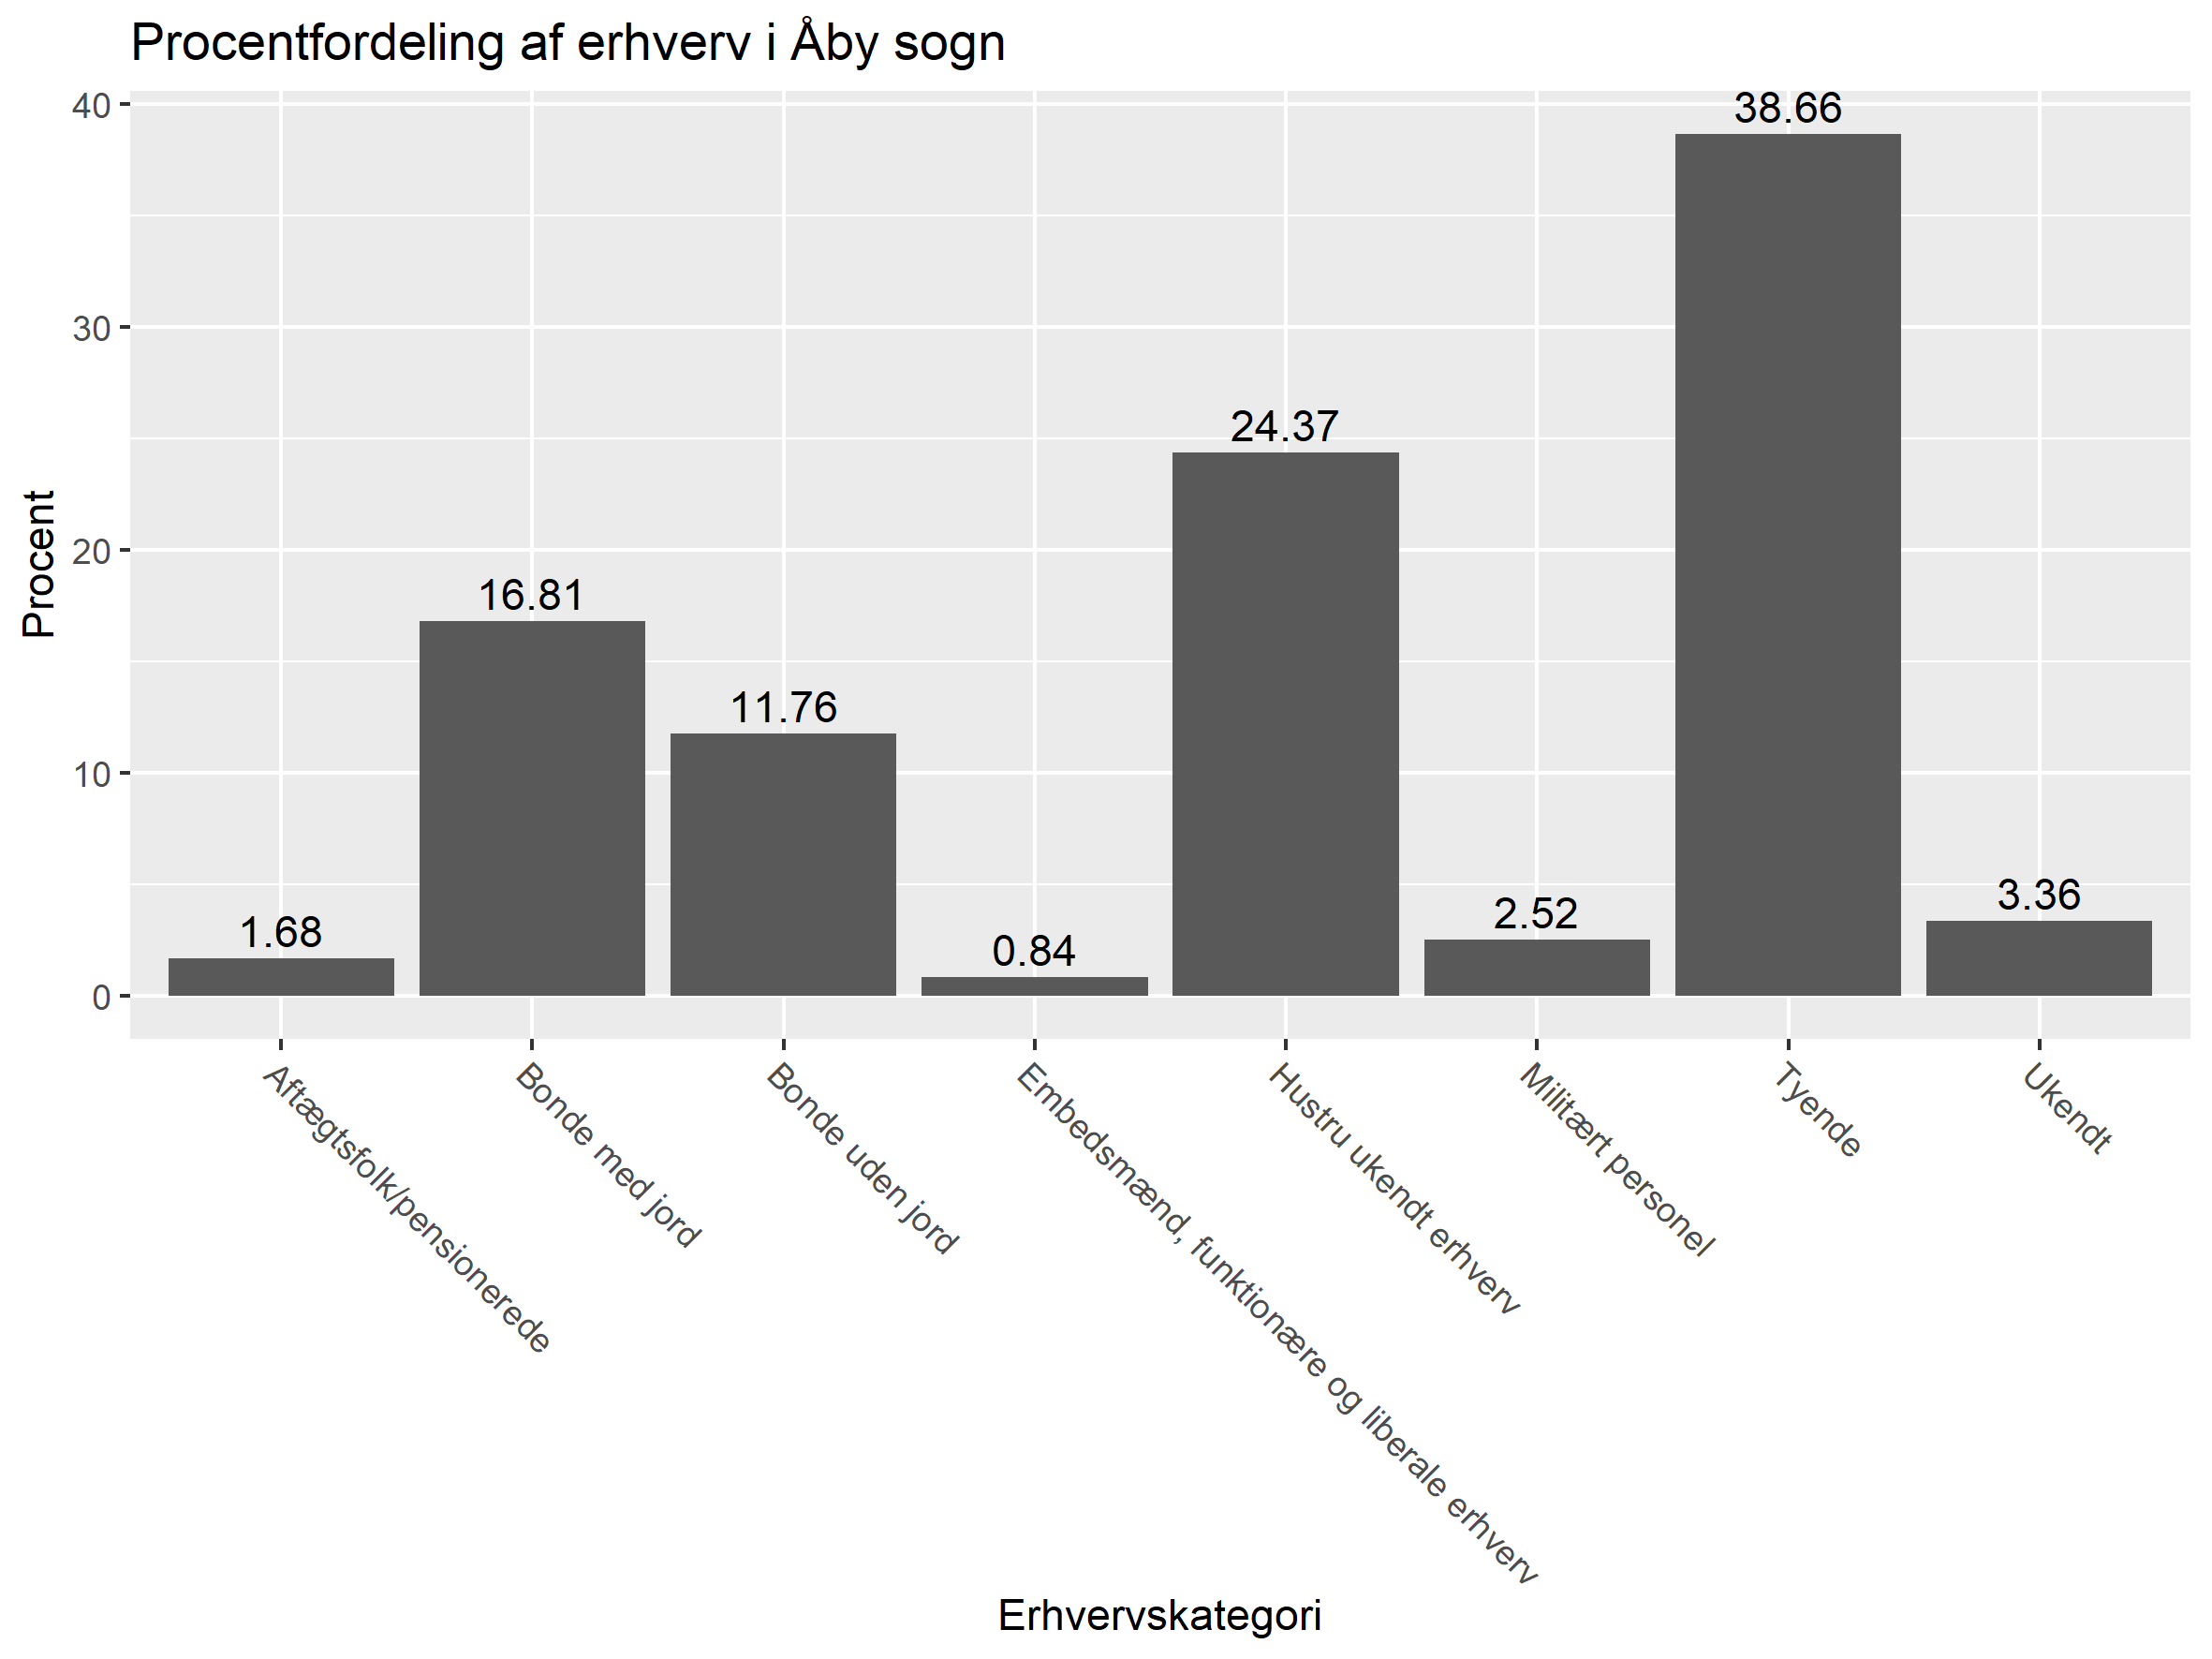 Procentfordeling af erhverv i Åby sogn
Procent
40
30
20
10
0
1.68
16.81
11.76
0.84
24.37
2.52
38.66
3.36
Aftægtsfolk/pensionerede
Bonde med jord
Bonde uden jord
Embedsmænd, funktionære og liberale erhverv
Hustru ukendt erhverv
Militært personel
Tyende
Ukendt
Erhvervskategori